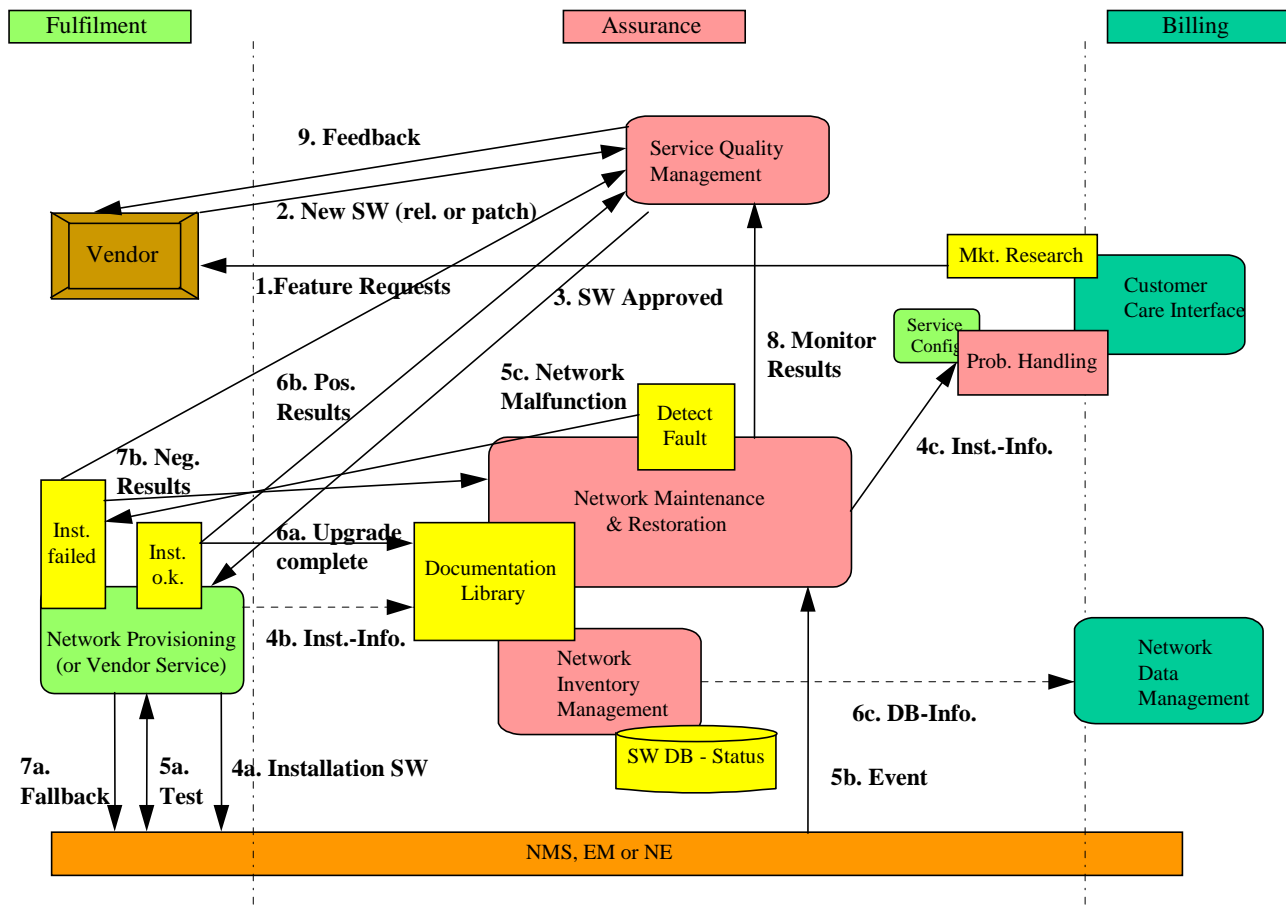 Fulfilment
Assurance
Billing
9. Feedback
Service Quality
Management
2. New SW (rel. or patch)
Vendor
Mkt. Research
1.Feature Requests
3. SW Approved
Customer
Care Interface
Service
Config
8. Monitor
Results
Prob. Handling
6b. Pos.
Results
5c. Network
Malfunction
Detect
Fault
4c. Inst.-Info.
7b. Neg.
Results
Network Maintenance
& Restoration
Inst.
failed
Inst.
o.k.
6a. Upgrade
complete
Documentation
Library
Network Provisioning
(or Vendor Service)
4b. Inst.-Info.
Network
Inventory
Management
Network
Data
Management
6c. DB-Info.
SW DB - Status
7a.
Fallback
5a.
Test
4a. Installation SW
5b. Event
NMS, EM or NE